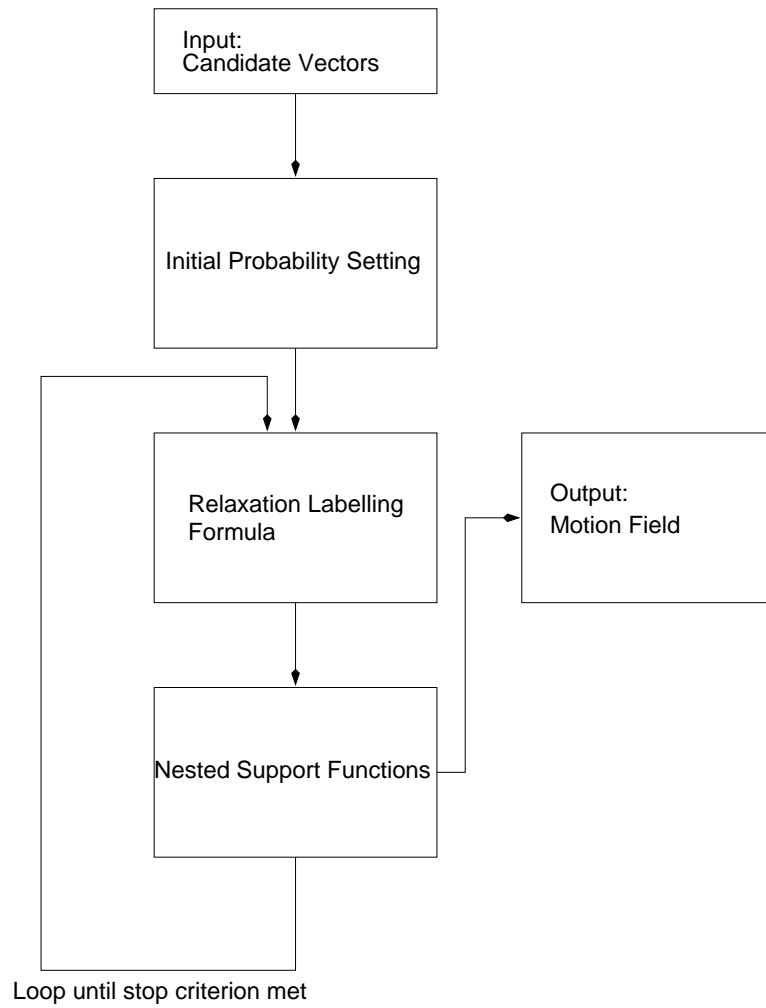 Input:
Candidate Vectors
Initial Probability Setting
Relaxation Labelling
Formula
Output:
Motion Field
Nested Support Functions
Loop until stop criterion met